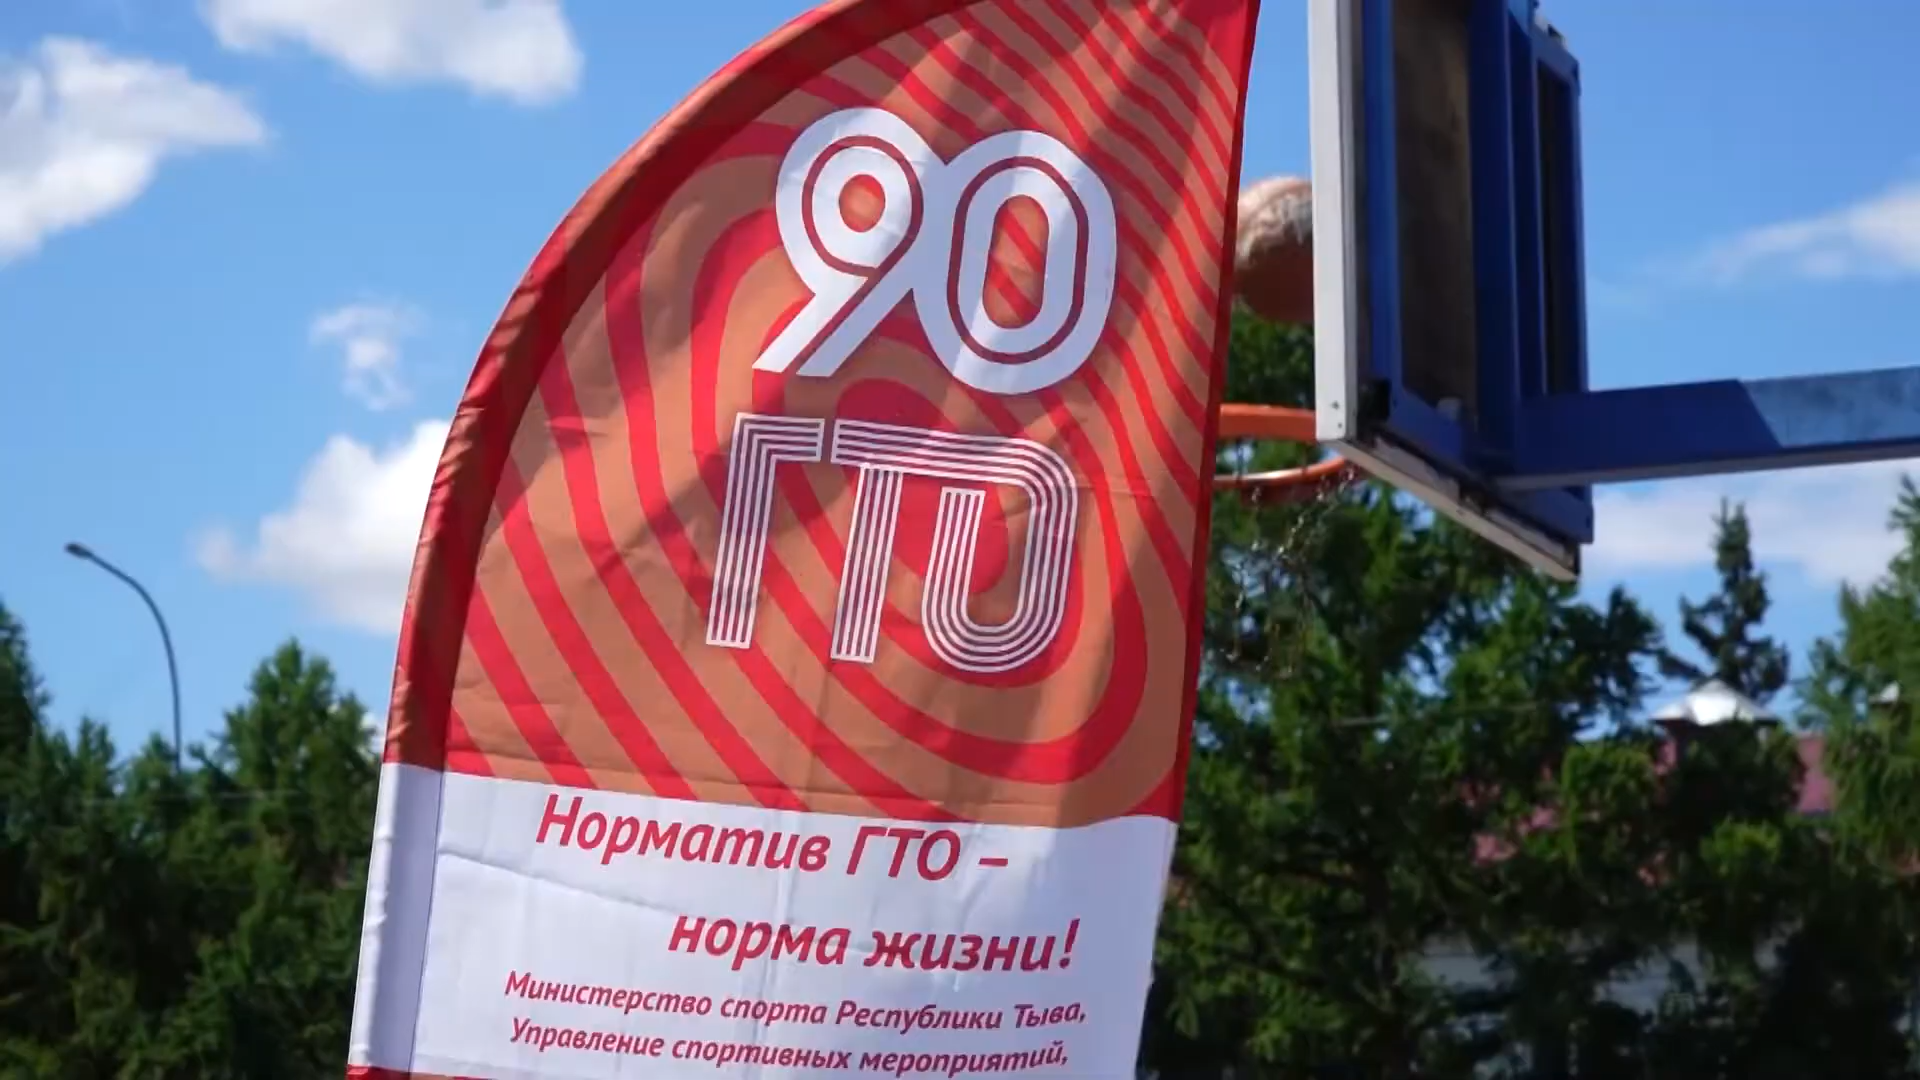 90
ГТО
Норматив ГТО –
норма жизни!
Министерство спорта Республики Тыва,
Управление спортивных мероприятий,